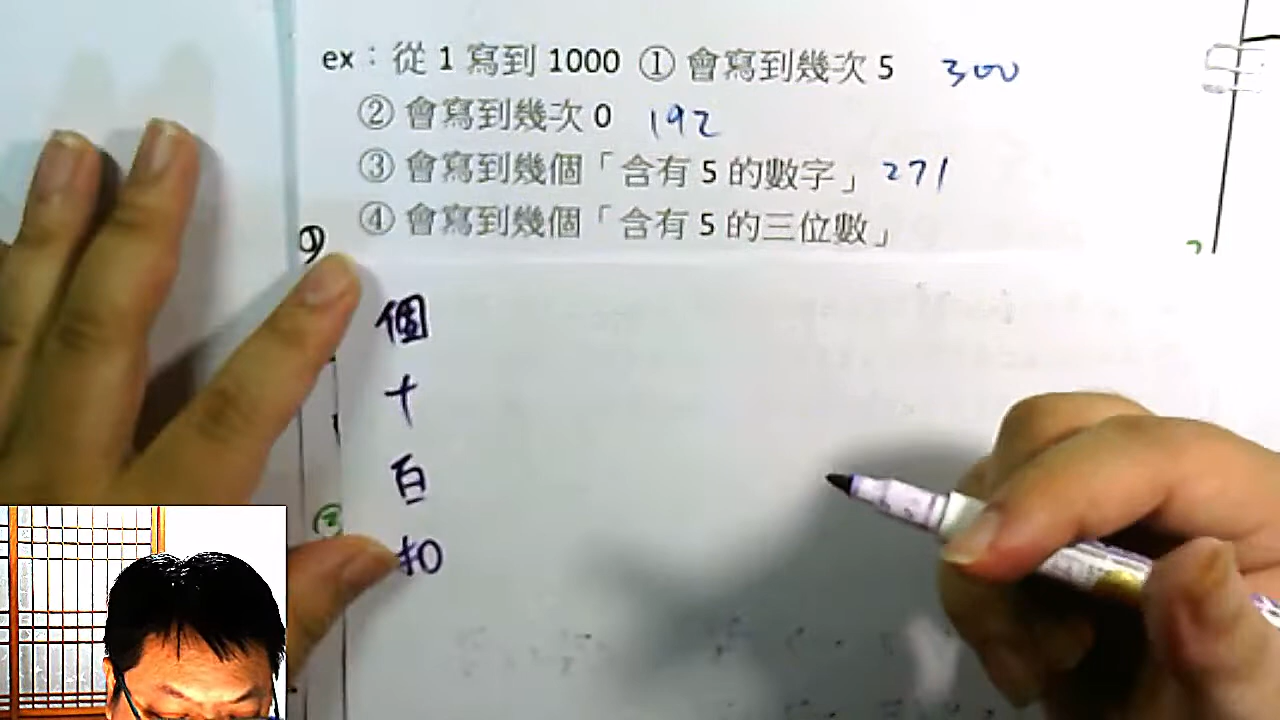 ex：從 1 寫到 1000 ① 會寫到幾次 5 300
② 會寫到幾次 0 192
③ 會寫到幾個「含有 5 的數字」 271
④ 會寫到幾個「含有 5 的三位數」
個
十
百
和